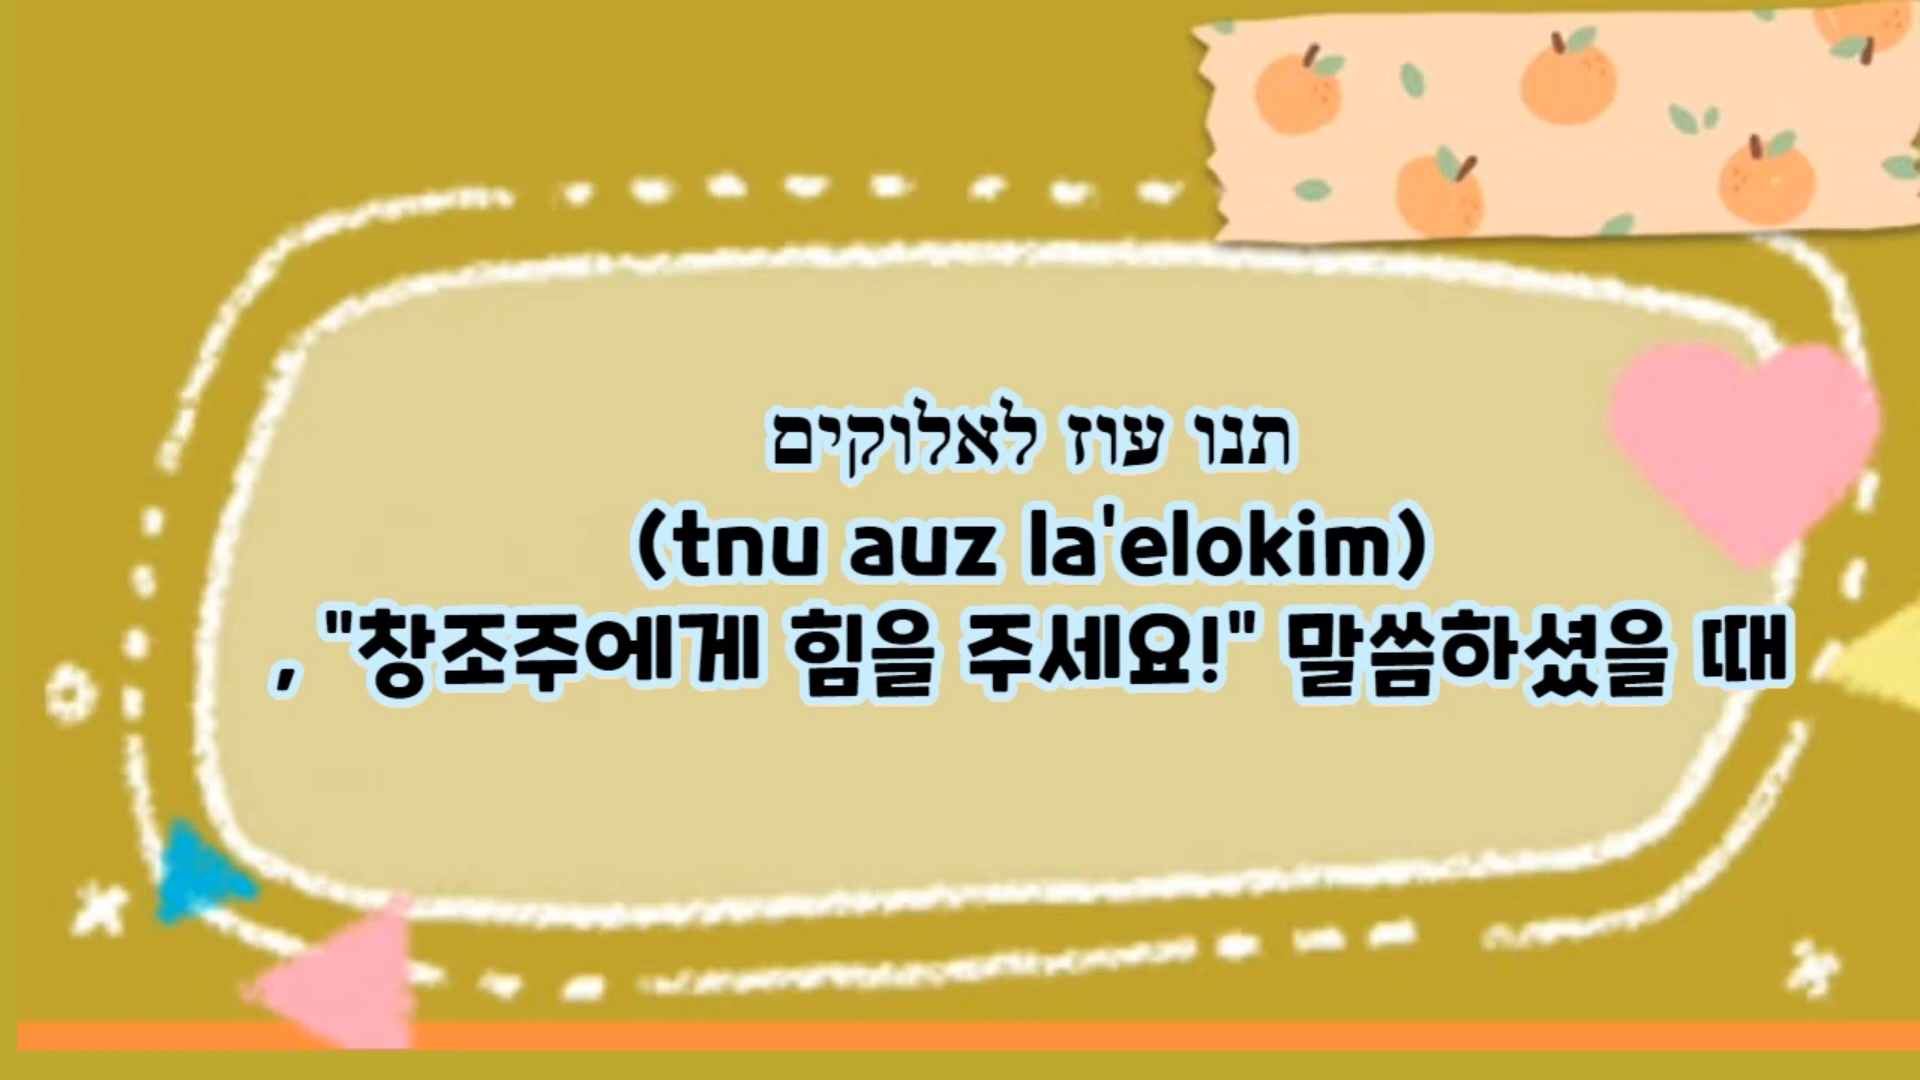 תנו עוז לאלוקים
(tnu auz la'elokim)
, "창조주에게 힘을 주세요!" 말씀하셨을 때